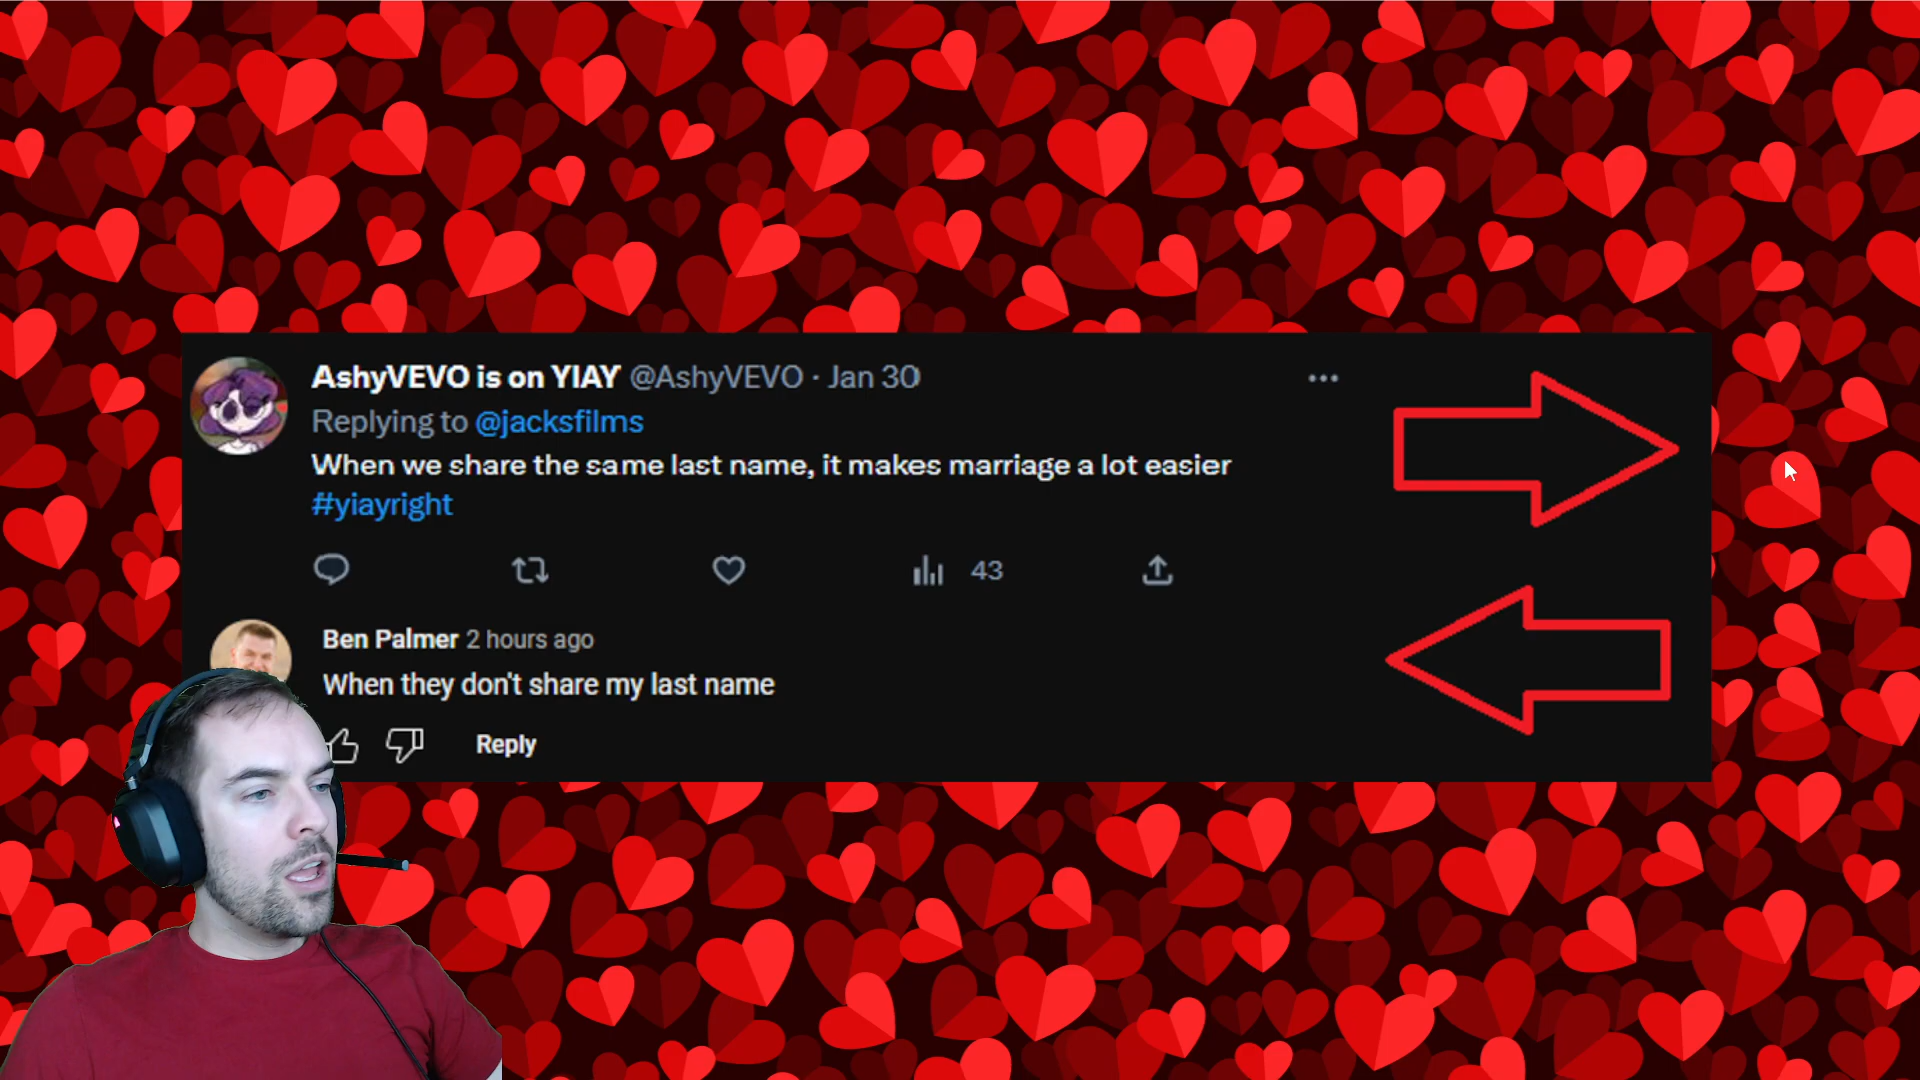 AshyVEVO is on YIAY @AshyVEVO · Jan 30
Replying to @jacksfilms
When we share the same last name, it makes marriage a lot easier
#yiayright
43
Ben Palmer 2 hours ago
When they don't share my last name
Reply